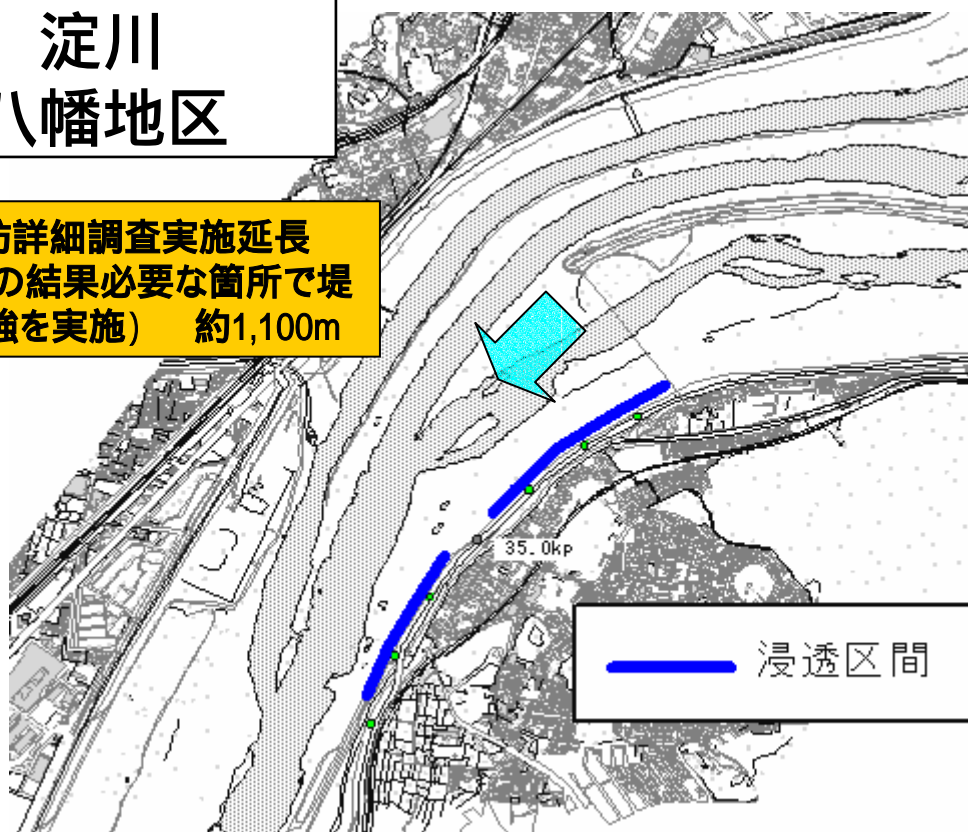 淀川
八幡地区
防詳細調査実施延長
の結果必要な箇所で堤
強を実施) 約1,100m
35.0kp
浸透区間